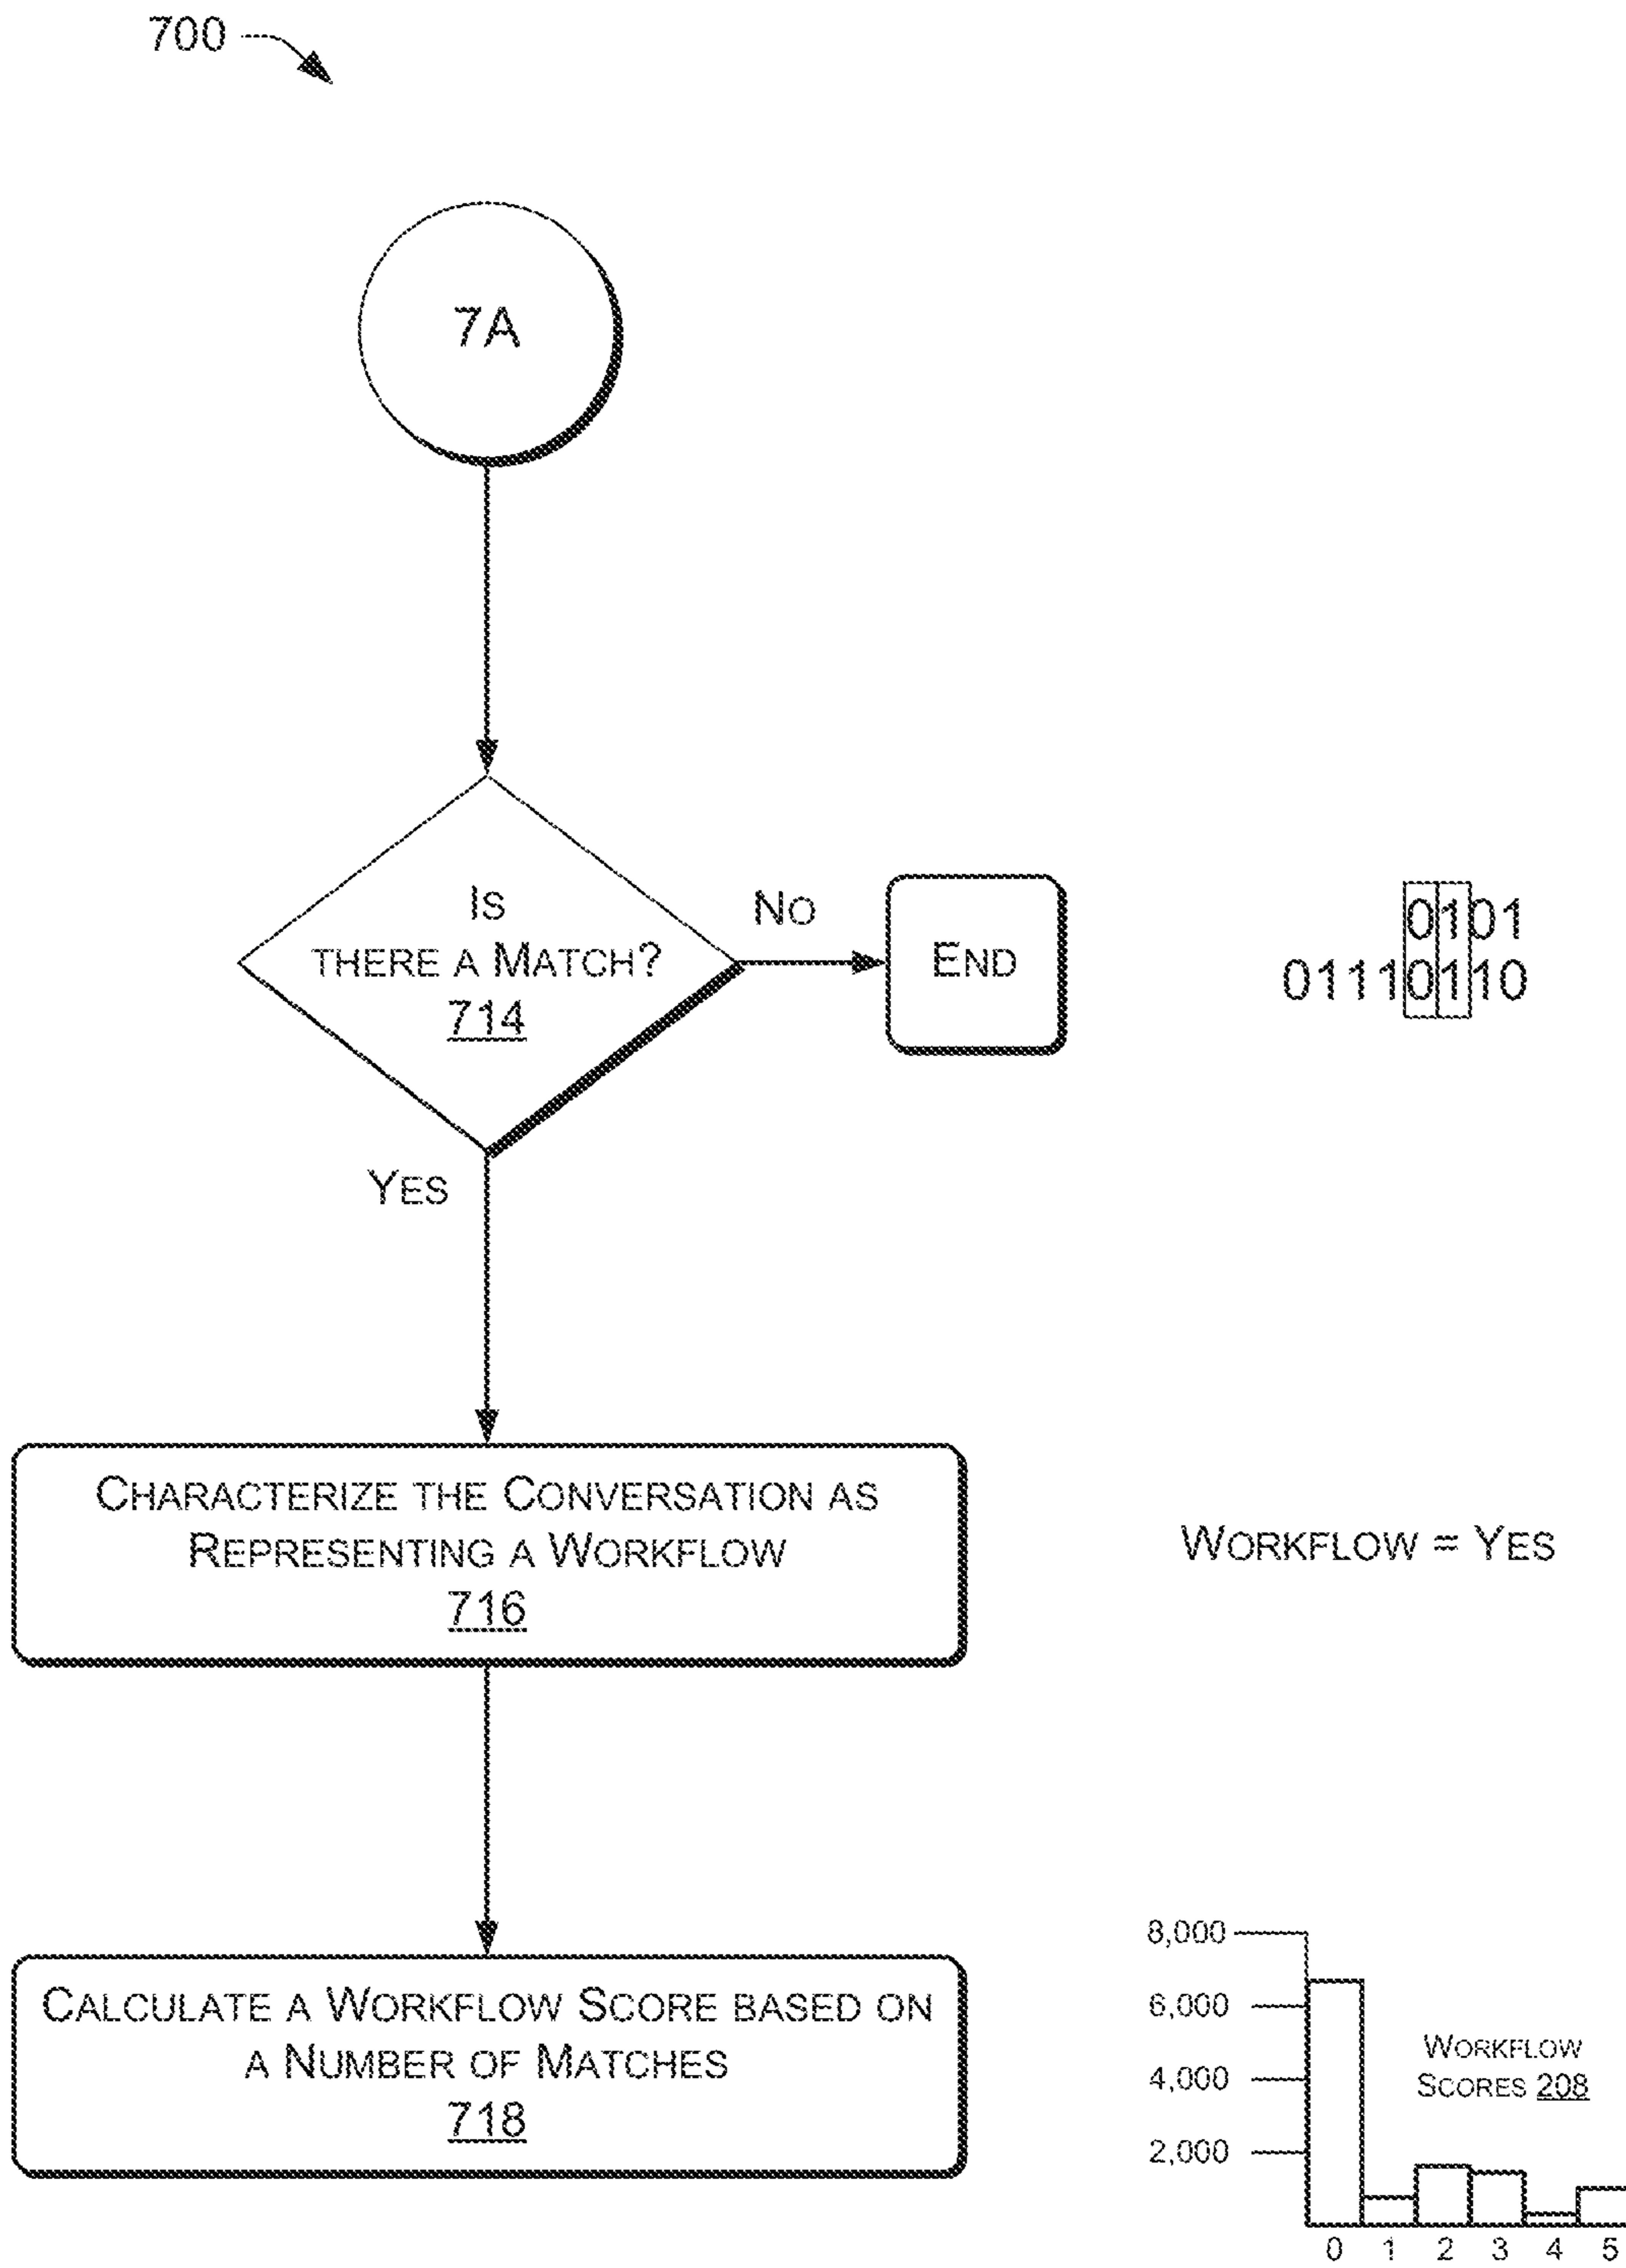 700
7A
Is
THERE A MATCH?
714
NO
END
YES
0101
01110110
CHARACTERIZE THE CONVERSATION AS
REPRESENTING A WORKFLOW
716
WORKFLOW = YES
CALCULATE A WORKFLOW SCORE BASED ON
A NUMBER OF MATCHES
718
8,000
6,000
4,000
2,000
WORKFLOW
SCORES 208
0 1 2 3 4 5